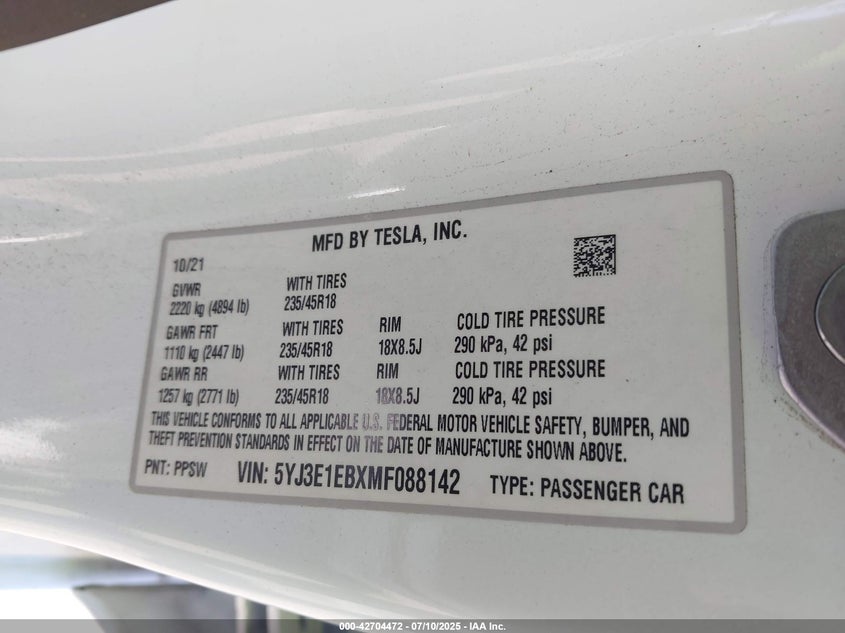 MFD BY TESLA, INC.
10/21
GVWR WITH TIRES
2220 kg (4894 lb) 235/45R18
GAWR FRT WITH TIRES RIM COLD TIRE PRESSURE
1110 kg (2447 lb) 235/45R18 18X8.5J 290 kPa, 42 psi
GAWR RR WITH TIRES RIM COLD TIRE PRESSURE
1257 kg (2771 lb) 235/45R18 18X8.5J 290 kPa, 42 psi
THIS VEHICLE CONFORMS TO ALL APPLICABLE U.S. FEDERAL MOTOR VEHICLE SAFETY, BUMPER, AND
THEFT PREVENTION STANDARDS IN EFFECT ON THE DATE OF MANUFACTURE SHOWN ABOVE.
PNT: PPSW VIN: 5YJ3E1EBXMF088142 TYPE: PASSENGER CAR
000-42704472 - 07/10/2025 - IAA Inc.